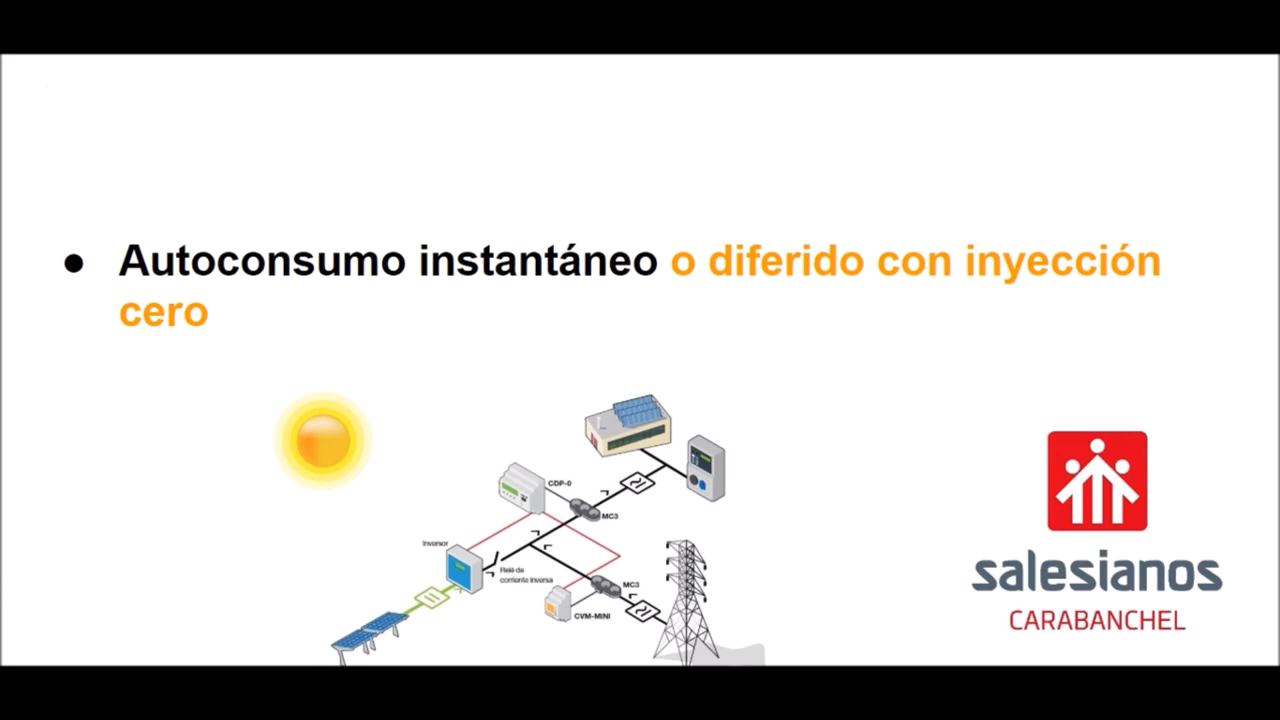 ● Autoconsumo instantáneo o diferido con inyección
cero
CDP-0
MC3
Inversor
Relé de
corriente inversa
MC3
CVM-MINI
salesianos
CARABANCHEL